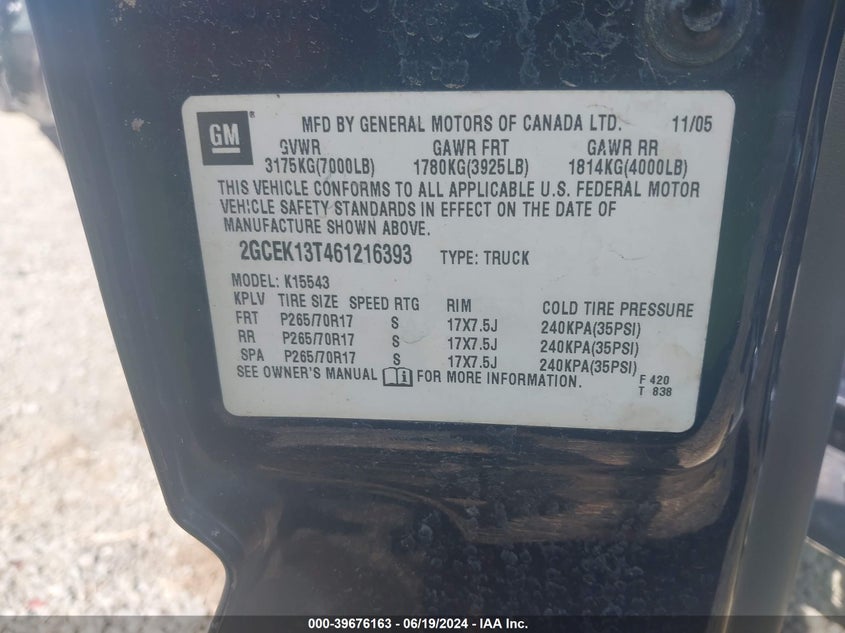 GM® MFD BY GENERAL MOTORS OF CANADA LTD. 11/05
GVWR GAWR FRT GAWR RR
3175KG(7000LB) 1780KG(3925LB) 1814KG(4000LB)
THIS VEHICLE CONFORMS TO ALL APPLICABLE U.S. FEDERAL MOTOR
VEHICLE SAFETY STANDARDS IN EFFECT ON THE DATE OF
MANUFACTURE SHOWN ABOVE.
2GCEK13T461216393 TYPE: TRUCK
MODEL: K15543
KPLV TIRE SIZE SPEED RTG RIM COLD TIRE PRESSURE
FRT P265/70R17 S 17X7.5J 240KPA(35PSI)
RR P265/70R17 S 17X7.5J 240KPA(35PSI)
SPA P265/70R17 S 17X7.5J 240KPA(35PSI)
SEE OWNER'S MANUAL FOR MORE INFORMATION.
F 420
T 838
000-39676163 - 06/19/2024 - IAA Inc.